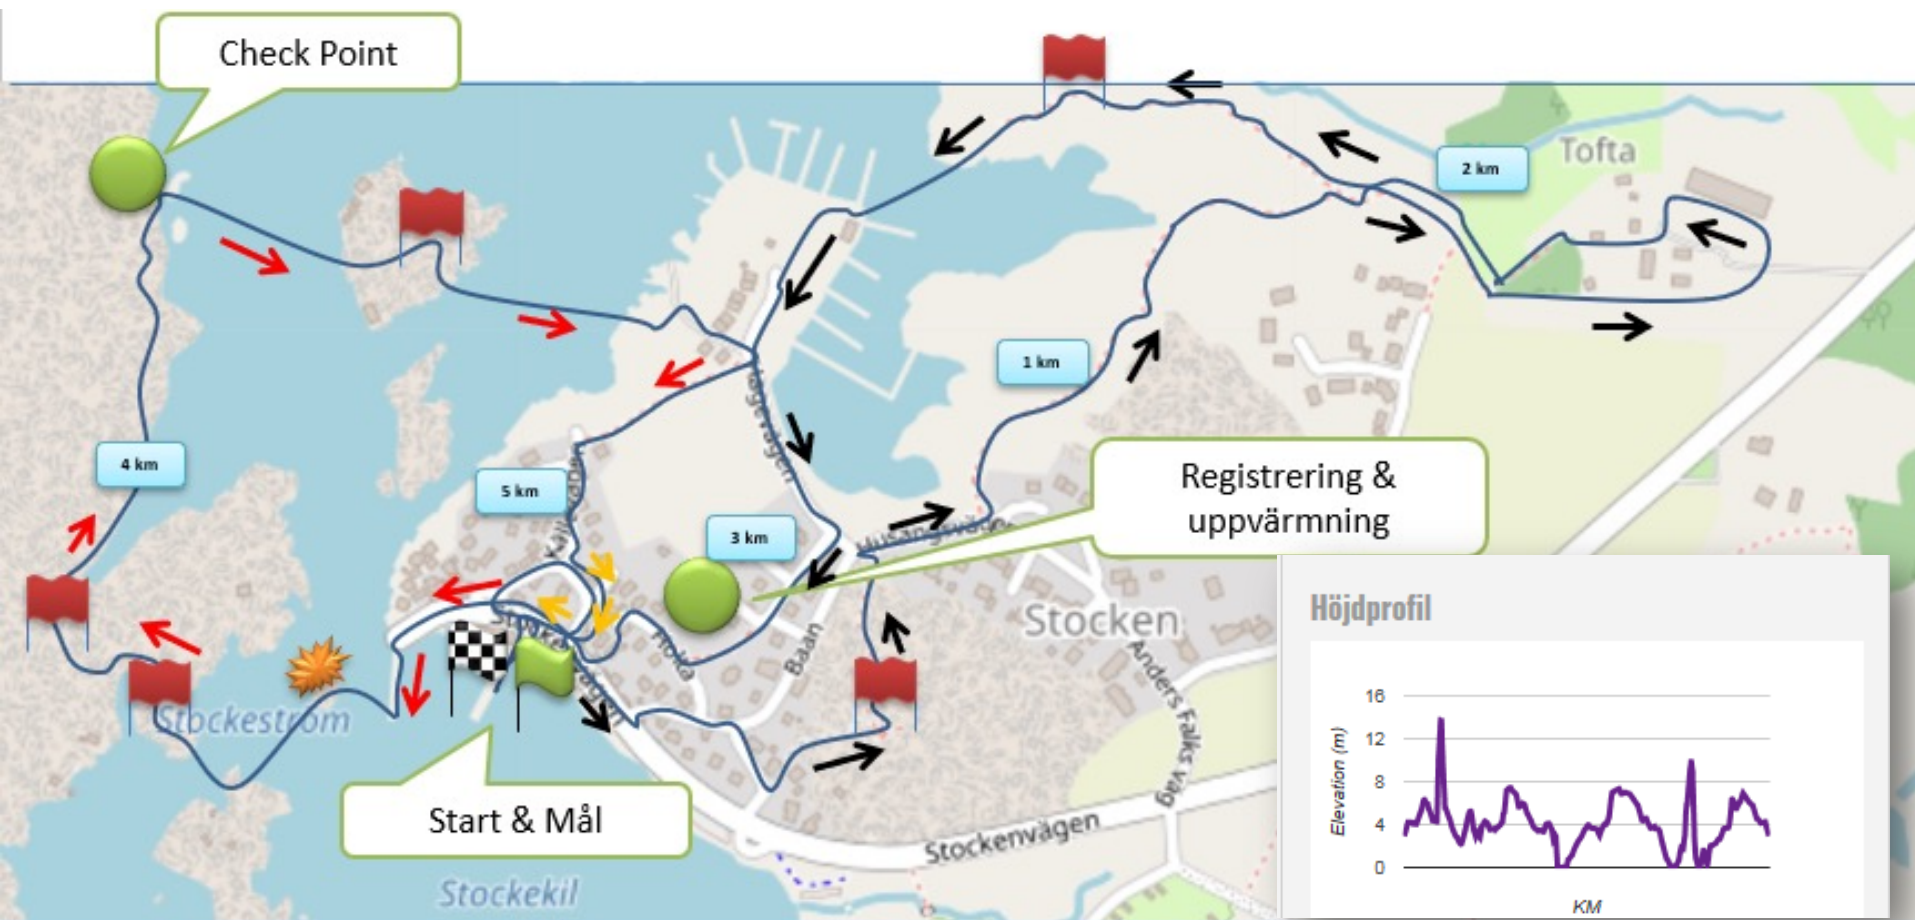 Check Point
Tofta
2 km
1 km
4 km
5 km
3 km
Registrering &
uppvärmning
Husängsvägen
Stocken
Höjdprofil
Baan
Anders Falks väg
Stockeström
Start & Mål
Stockenvägen
Stockekil
16
12
8
4
0
Elevation (m)
KM